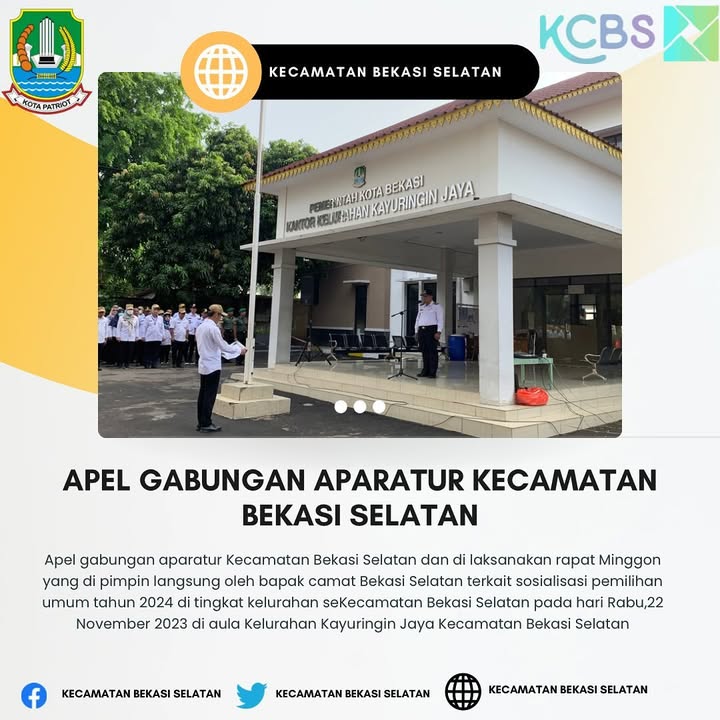 KOTA PATRIOT
KCBS
KECAMATAN BEKASI SELATAN
PEMERINTAH KOTA BEKASI
KANTOR KELURAHAN KAYURINGIN JAYA
APEL GABUNGAN APARATUR KECAMATAN
BEKASI SELATAN
Apel gabungan aparatur Kecamatan Bekasi Selatan dan di laksanakan rapat Minggon
yang di pimpin langsung oleh bapak camat Bekasi Selatan terkait sosialisasi pemilihan
umum tahun 2024 di tingkat kelurahan seKecamatan Bekasi Selatan pada hari Rabu,22
November 2023 di aula Kelurahan Kayuringin Jaya Kecamatan Bekasi Selatan
KECAMATAN BEKASI SELATAN
KECAMATAN BEKASI SELATAN
KECAMATAN BEKASI SELATAN